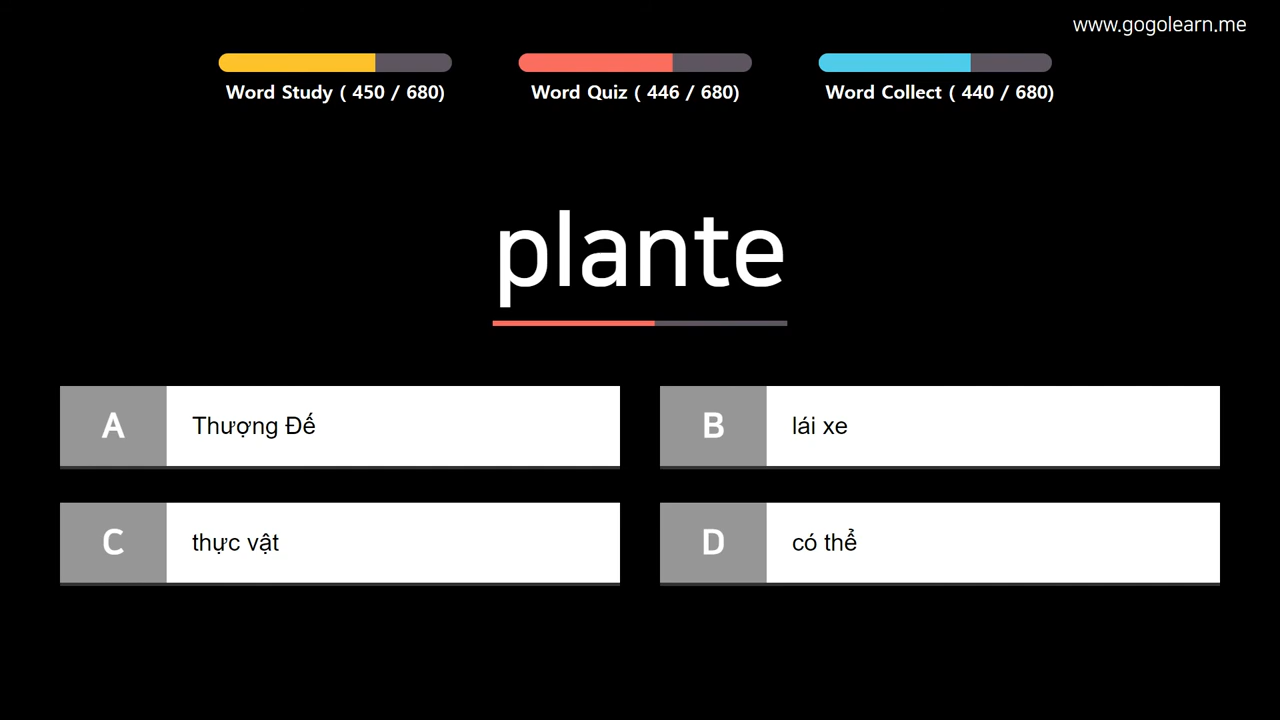 www.gogolearn.me
Word Study ( 450 / 680)
Word Quiz ( 446 / 680)
Word Collect ( 440 / 680)
plante
A
Thượng Đế
B
lái xe
C
thực vật
D
có thể